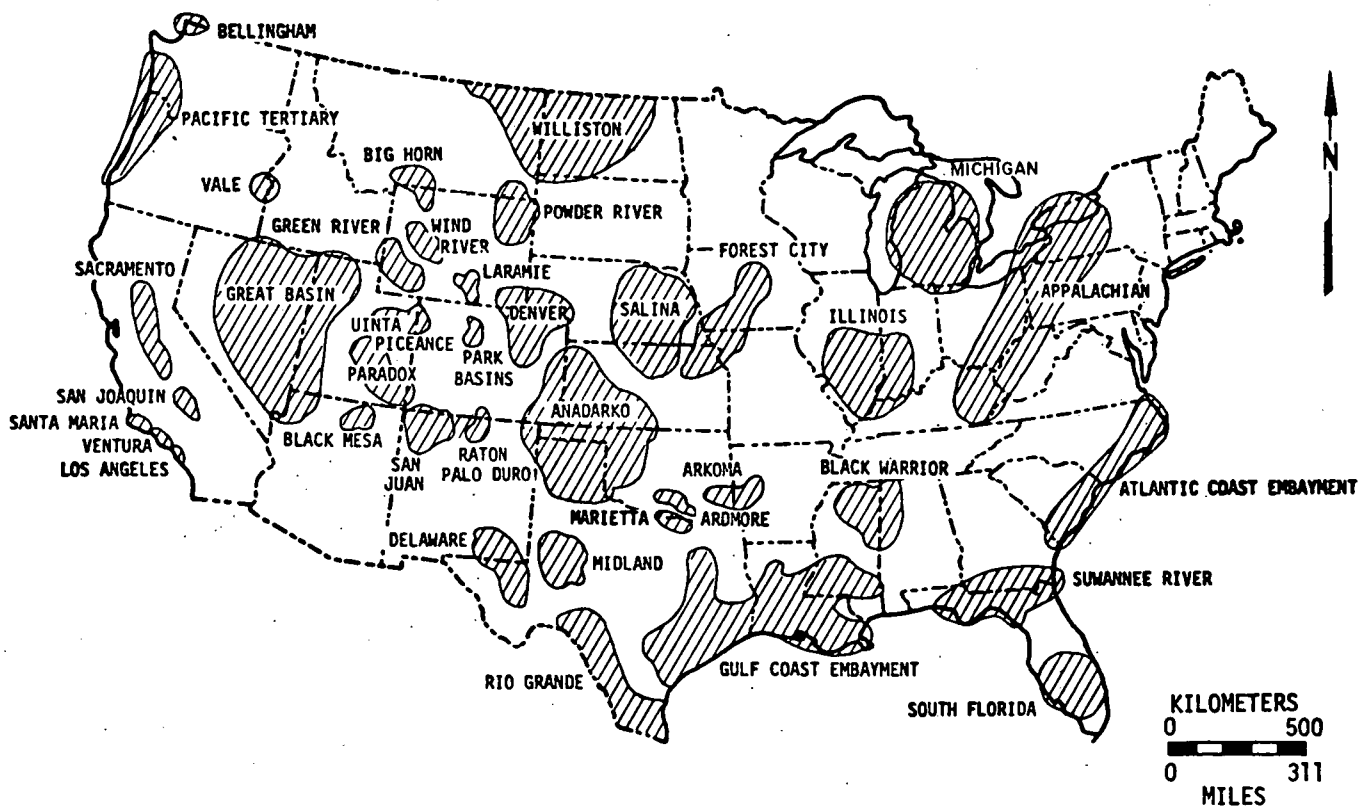 BELLINGHAM
PACIFIC TERTIARY
WILLISTON
BIG HORN
MICHIGAN
N
VALE
POWDER RIVER
GREEN RIVER
WIND
RIVER
FOREST CITY
SACRAMENTO
LARAMIE
GREAT BASIN
APPALACHIAN
DENVER
SALINA
ILLINOIS
UINTA
PICEANCE
PARK
BASINS
PARADOX
SAN JOAQUIN
SANTA MARIA
VENTURA
LOS ANGELES
BLACK MESA
ANADARKO
SAN
JUAN
RATON
PALO DURO
ARKOMA
BLACK WARRIOR
ATLANTIC COAST EMBAYMENT
MARIETTA
ARDMORE
DELAWARE
MIDLAND
SUWANNEE RIVER
GULF COAST EMBAYMENT
RIO GRANDE
SOUTH FLORIDA
KILOMETERS
0 500
0 311
MILES